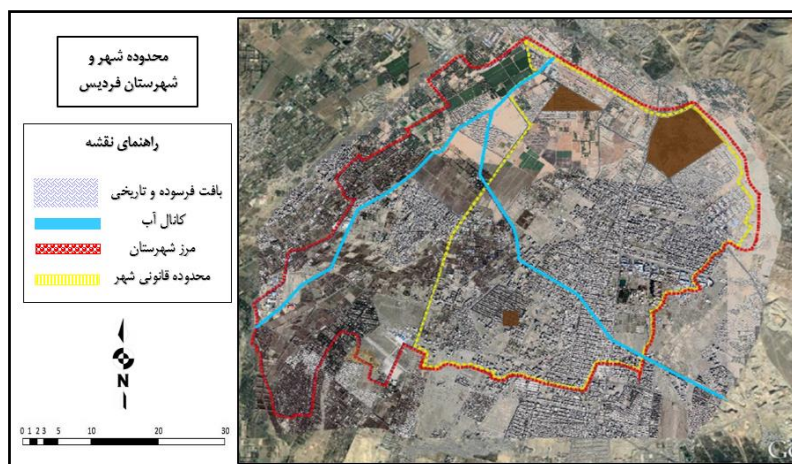 محدوده شهر و
شهرستان فردیس
راهنمای نقشه
بافت فرسوده و تاریخی
کانال آب
مرز شهرستان
محدوده قانونی شهر
N
0 1 2 3 5 10 20 30
Go